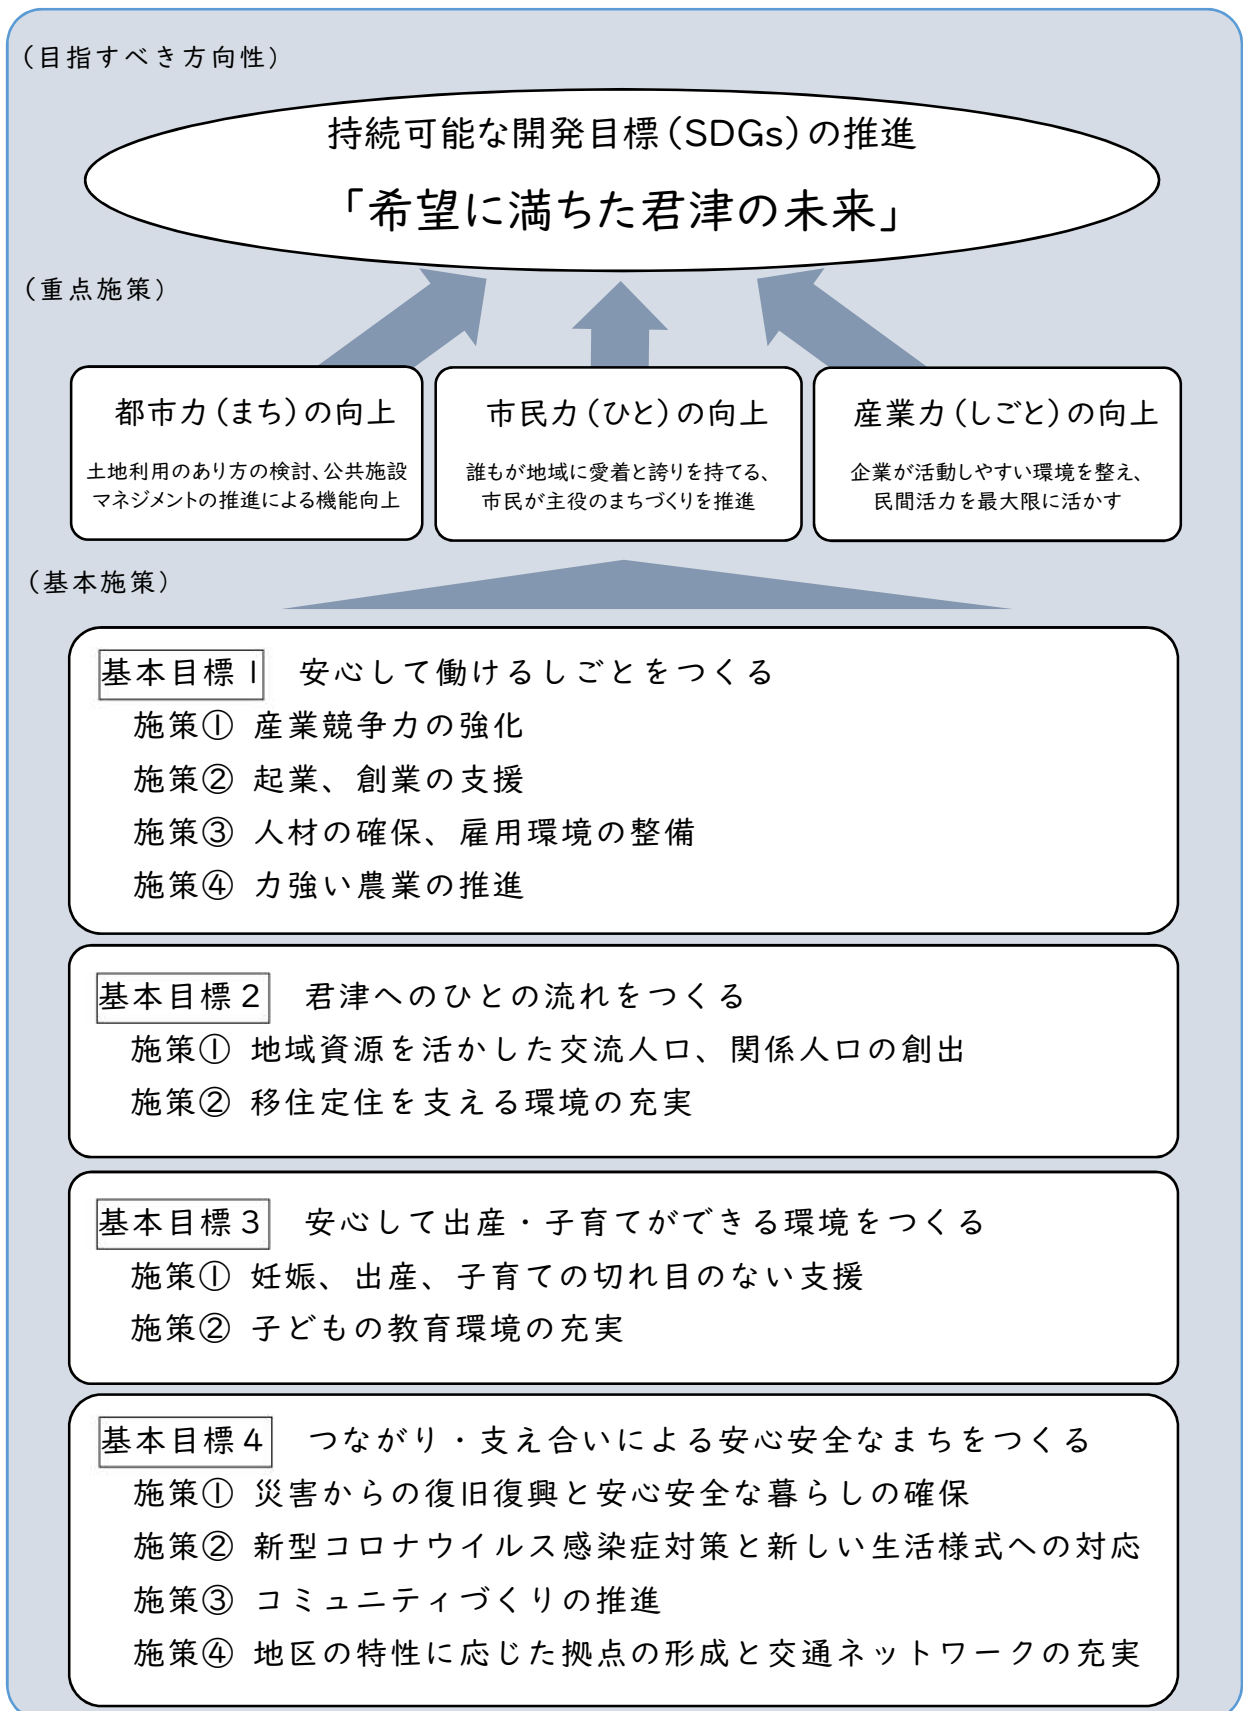 (目指すべき方向性)
持続可能な開発目標(SDGs)の推進
「希望に満ちた君津の未来」
(重点施策)
都市力(まち)の向上
土地利用のあり方の検討、公共施設
マネジメントの推進による機能向上
市民力(ひと)の向上
誰もが地域に愛着と誇りを持てる、
市民が主役のまちづくりを推進
産業力(しごと)の向上
企業が活動しやすい環境を整え、
民間活力を最大限に活かす
(基本施策)
基本目標1 安心して働けるしごとをつくる
施策① 産業競争力の強化
施策② 起業、創業の支援
施策③ 人材の確保、雇用環境の整備
施策④ 力強い農業の推進
基本目標2 君津へのひとの流れをつくる
施策① 地域資源を活かした交流人口、関係人口の創出
施策② 移住定住を支える環境の充実
基本目標3 安心して出産・子育てができる環境をつくる
施策① 妊娠、出産、子育ての切れ目のない支援
施策② 子どもの教育環境の充実
基本目標4 つながり・支え合いによる安心安全なまちをつくる
施策① 災害からの復旧復興と安心安全な暮らしの確保
施策② 新型コロナウイルス感染症対策と新しい生活様式への対応
施策③ コミュニティづくりの推進
施策④ 地区の特性に応じた拠点の形成と交通ネットワークの充実